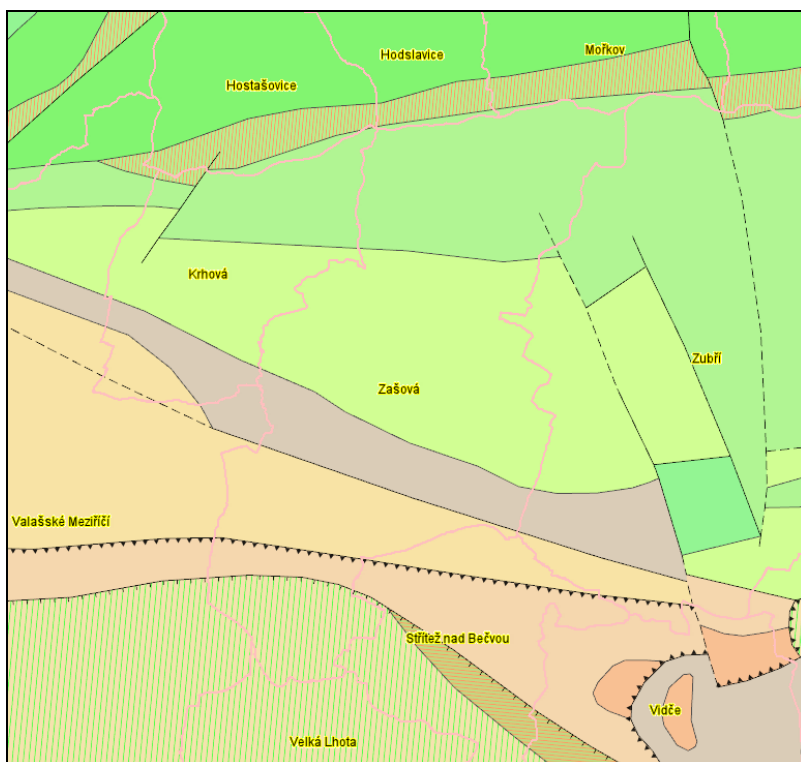 Mořkov
Hodslavice
Hostašovice
Krhová
Zubří
Zašová
Valašské Meziříčí
Střítež nad Bečvou
Vidče
Velká Lhota